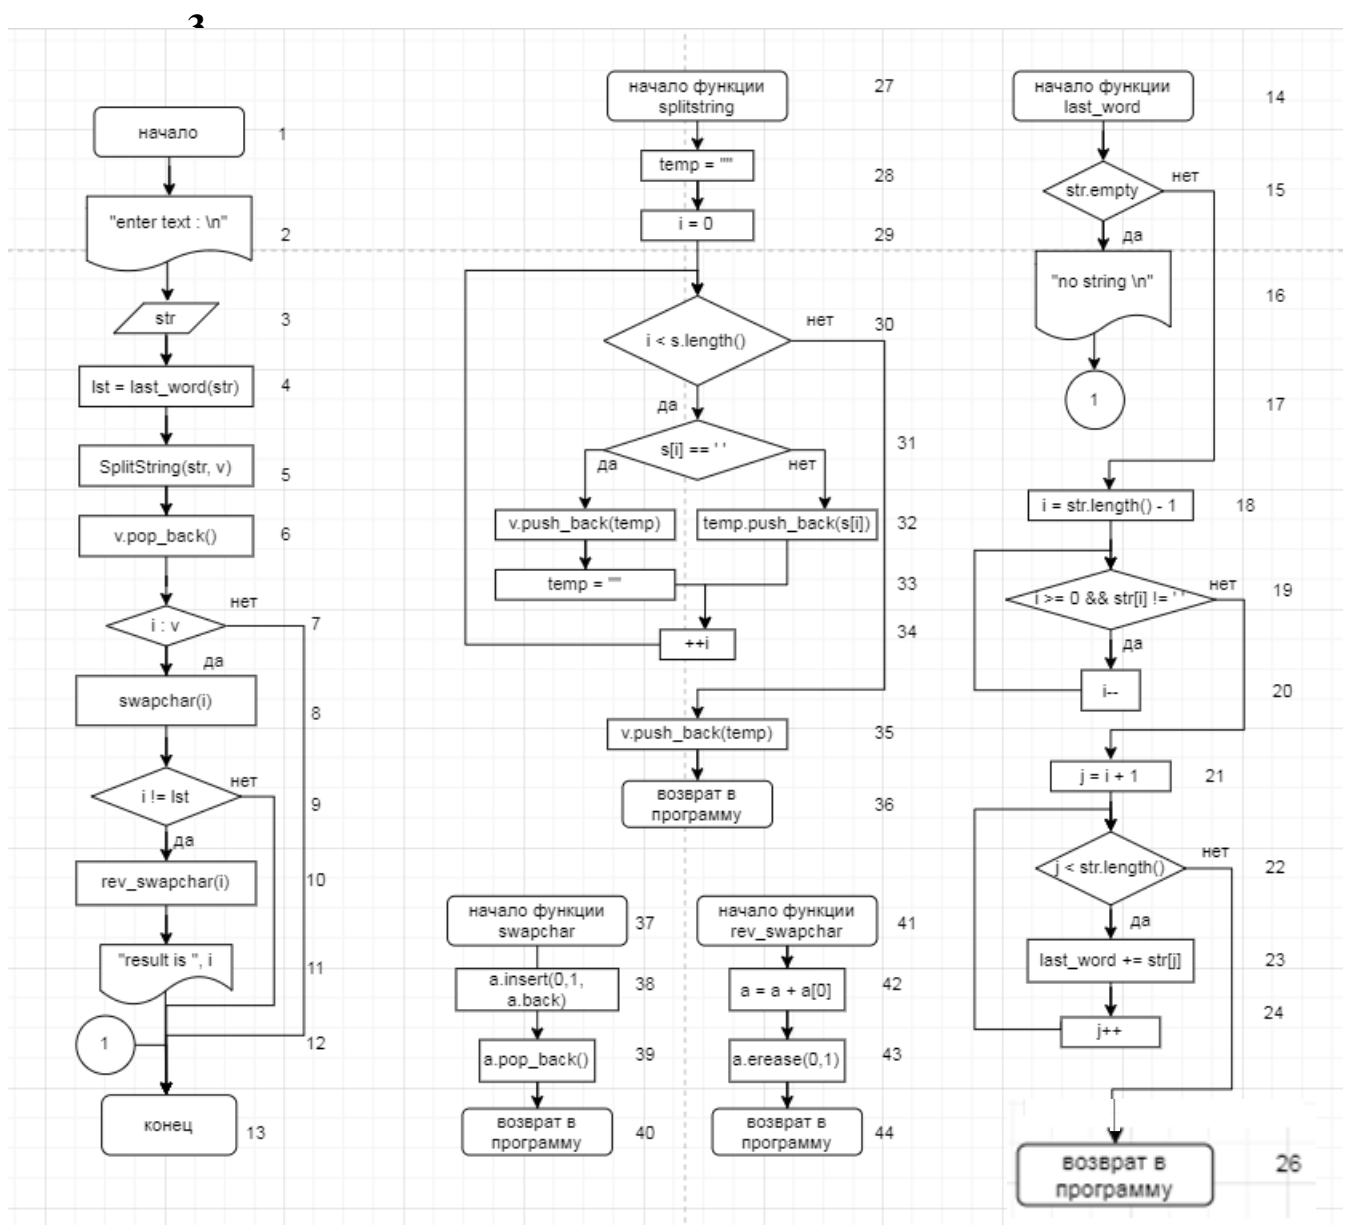 3
начало
1
"enter text : \n"
2
str
3
lst = last_word(str)
4
SplitString(str, v)
5
v.pop_back()
6
i : v
нет
7
да
swapchar(i)
8
i != lst
нет
9
да
rev_swapchar(i)
10
"result is ", i
11
1
12
конец
13
начало функции
splitstring
27
temp = ""
28
i = 0
29
i < s.length()
нет
30
да
s[i] == ' '
31
да
нет
v.push_back(temp)
temp.push_back(s[i])
32
temp = ""
33
++i
34
v.push_back(temp)
35
возврат в
программу
36
начало функции
swapchar
37
a.insert(0,1,
a.back)
38
a.pop_back()
39
возврат в
программу
40
начало функции
rev_swapchar
41
a = a + a[0]
42
a.erease(0,1)
43
возврат в
программу
44
начало функции
last_word
14
str.empty
нет
15
да
"no string \n"
16
1
17
i = str.length() - 1
18
i >= 0 && str[i] != ' '
нет
19
да
i--
20
j = i + 1
21
j < str.length()
нет
22
да
last_word += str[j]
23
j++
24
возврат в
программу
26